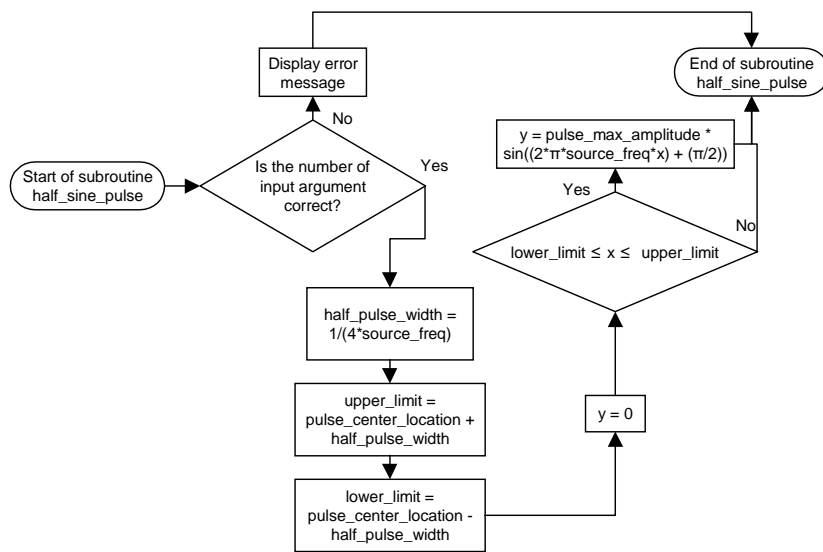 Start of subroutine
half_sine_pulse
Is the number of
input argument
correct?
No
Display error
message
Yes
half_pulse_width =
1/(4*source_freq)
upper_limit =
pulse_center_location +
half_pulse_width
lower_limit =
pulse_center_location -
half_pulse_width
y = 0
lower_limit ≤ x ≤ upper_limit
Yes
No
y = pulse_max_amplitude *
sin((2*π*source_freq*x) + (π/2))
End of subroutine
half_sine_pulse